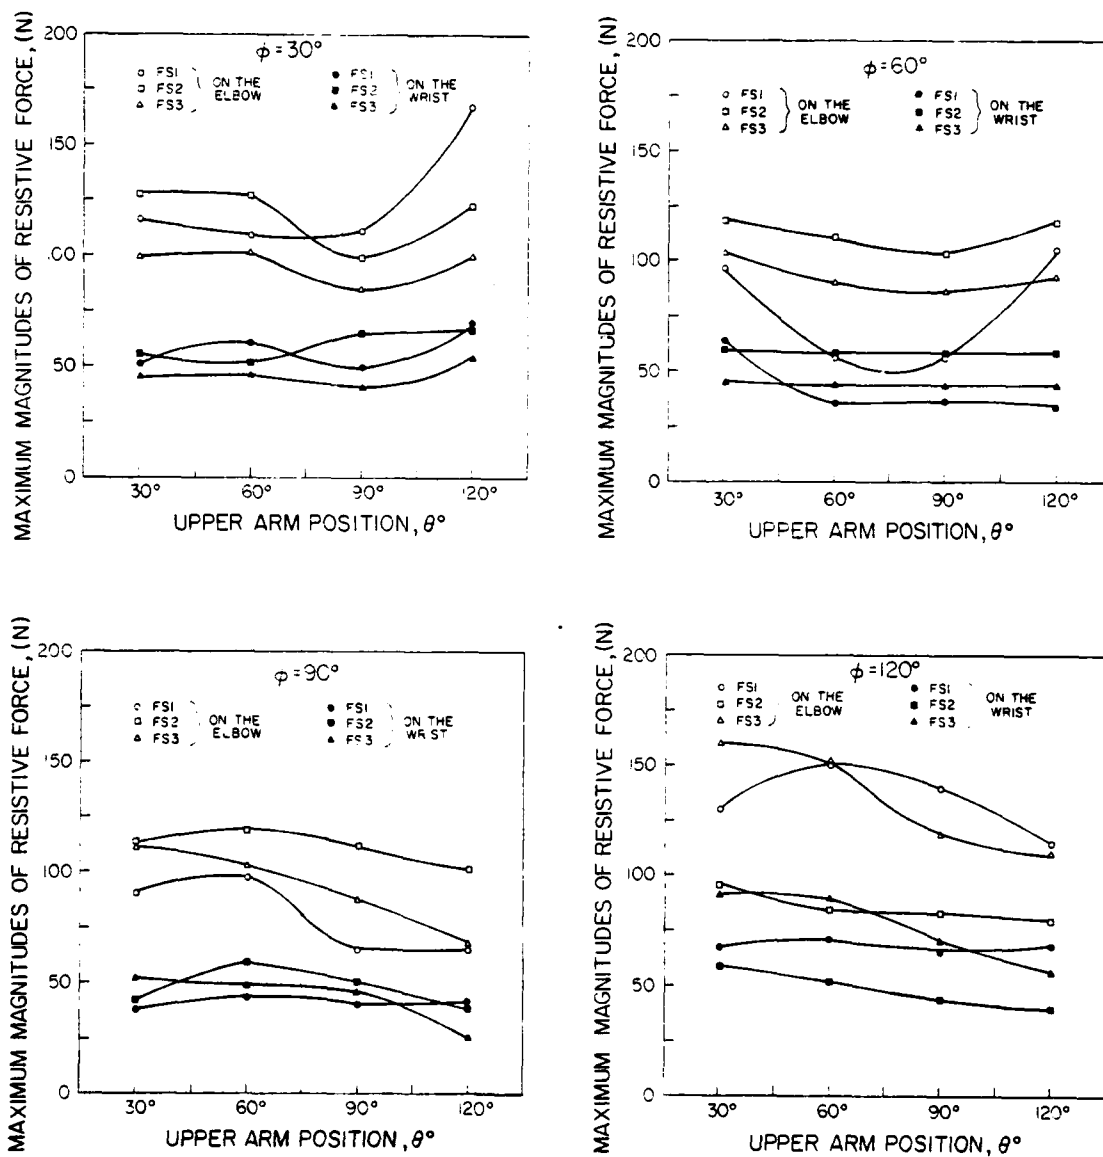 MAXIMUM MAGNITUDES OF RESISTIVE FORCE, (N)
200
150
100
50
0
ϕ=30°
FS1
FS2
FS3
ON THE
ELBOW
FS1
FS2
FS3
ON THE
WRIST
30° 60° 90° 120°
UPPER ARM POSITION, θ°
MAXIMUM MAGNITUDES OF RESISTIVE FORCE, (N)
200
150
100
50
0
ϕ=60°
FS1
FS2
FS3
ON THE
ELBOW
FS1
FS2
FS3
ON THE
WRIST
30° 60° 90° 120°
UPPER ARM POSITION, θ°
MAXIMUM MAGNITUDES OF RESISTIVE FORCE, (N)
200
150
100
50
0
ϕ=90°
FS1
FS2
FS3
ON THE
ELBOW
FS1
FS2
FS3
ON THE
WRIST
30° 60° 90° 120°
UPPER ARM POSITION, θ°
MAXIMUM MAGNITUDES OF RESISTIVE FORCE, (N)
200
150
100
50
0
ϕ=120°
FS1
FS2
FS3
ON THE
ELBOW
FS1
FS2
FS3
ON THE
WRIST
30° 60° 90° 120°
UPPER ARM POSITION, θ°